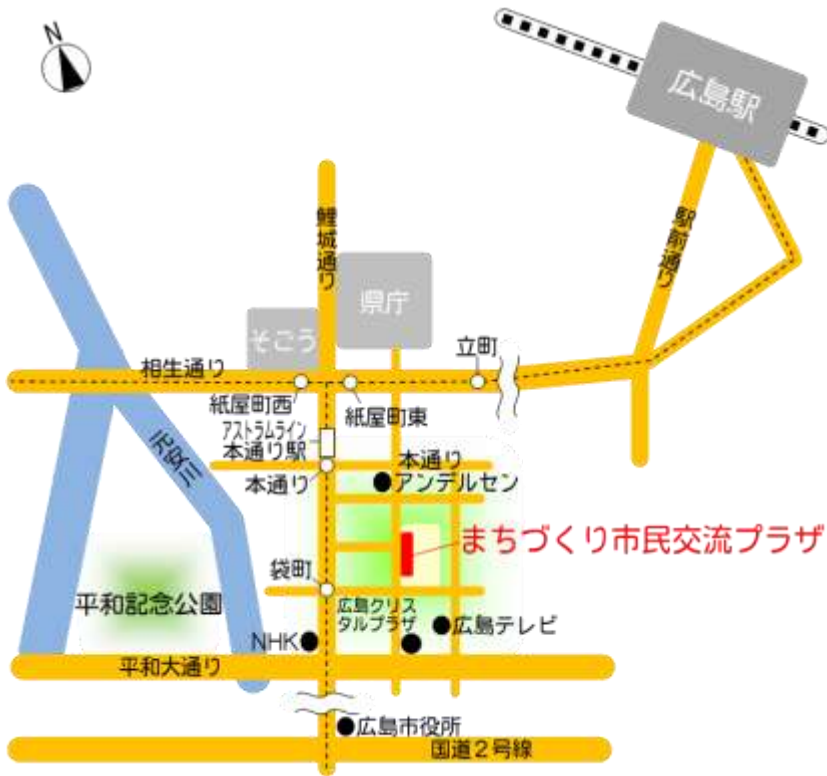 N
広島駅
鯉城通り
駅前通り
県庁
そごう
立町
相生通り
紙屋町西
紙屋町東
アストラムライン
本通り駅
元安川
本通り
本通り
アンデルセン
まちづくり市民交流プラザ
袋町
平和記念公園
広島クリス
タルプラザ
広島テレビ
NHK
平和大通り
広島市役所
国道2号線